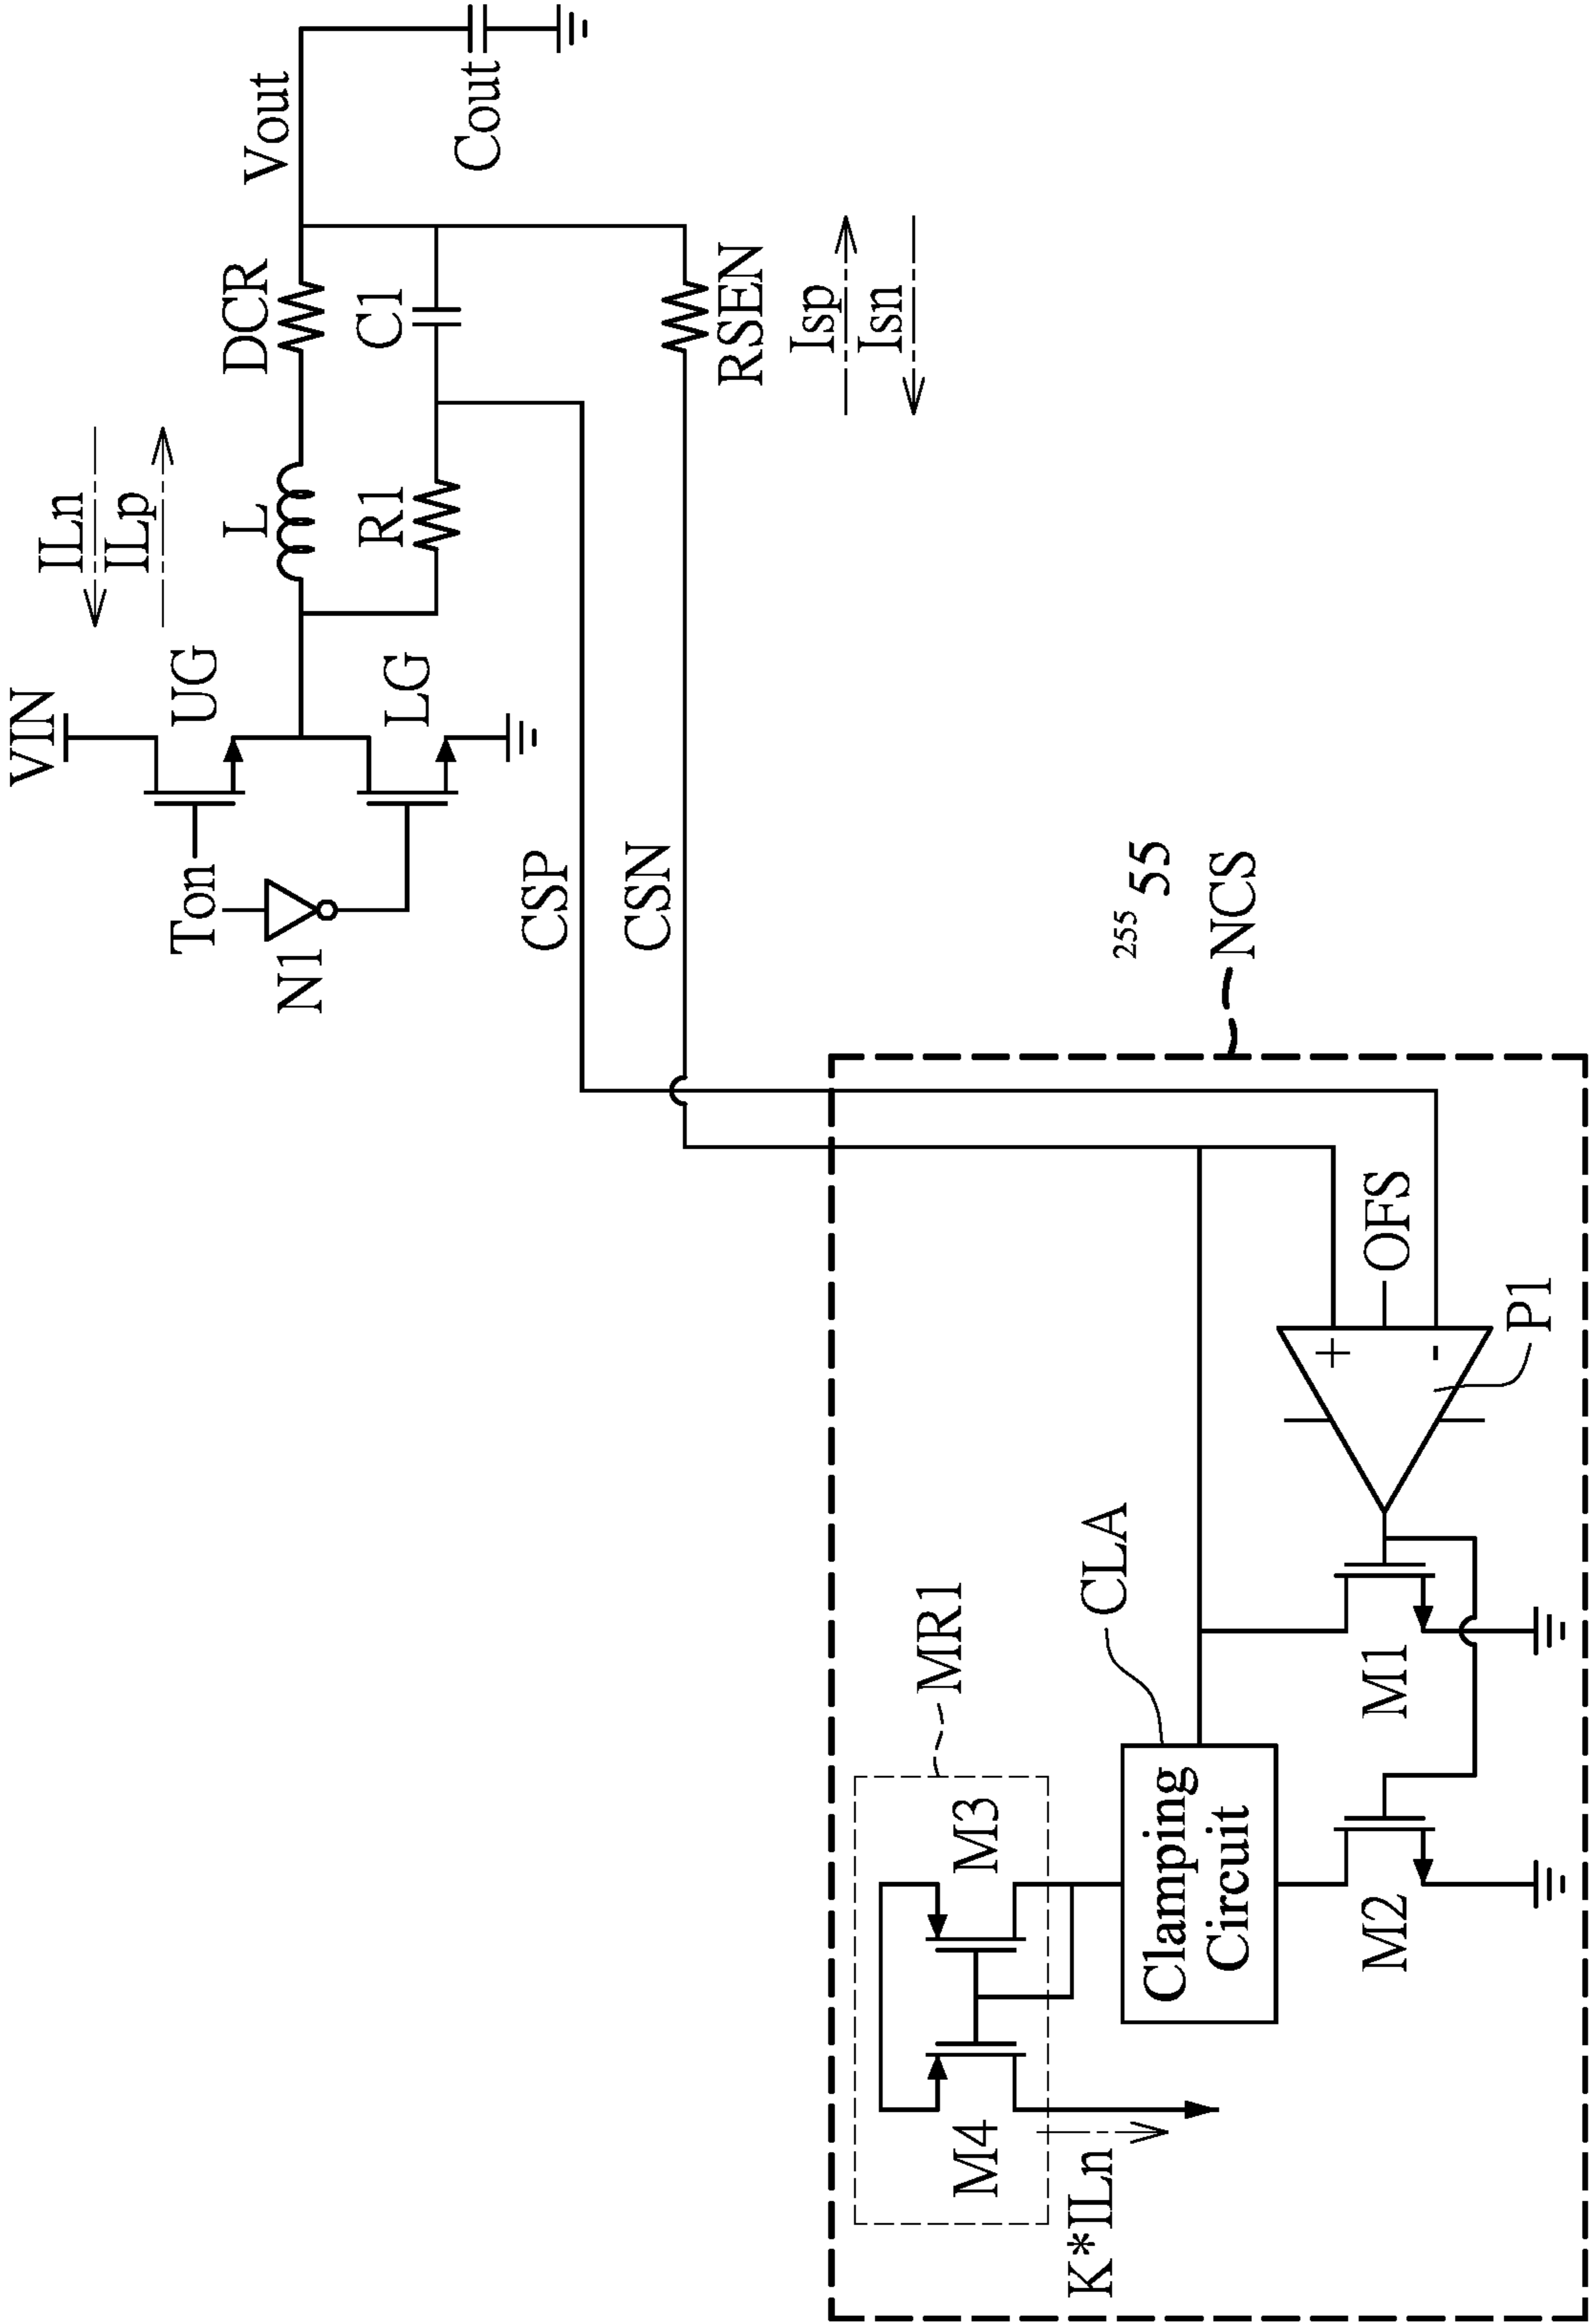 VIN
ILn
ILp
UG
L
DCR
Vout
Ton
N1
LG
R1
C1
Cout
CSP
CSN
RSEN
Isp
Isn
255 55
NCS
MR1
M4
M3
K*ILn
CLA
Clamping
Circuit
M2
M1
+
OFS
-
P1